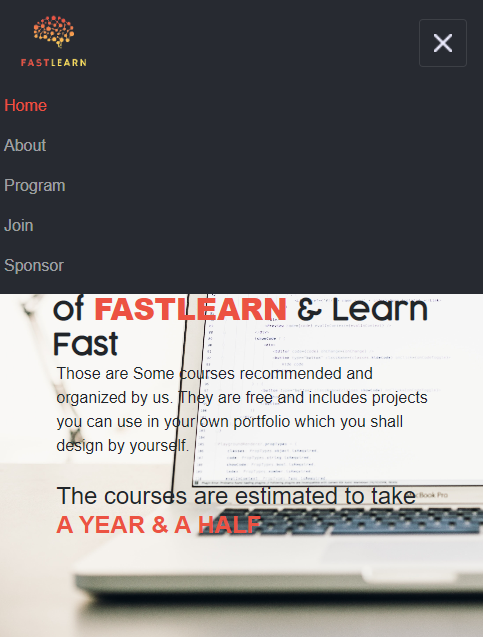 FASTLEARN
Home
About
Program
Join
Sponsor
of FASTLEARN & Learn
Fast
Those are Some courses recommended and
organized by us. They are free and includes projects
you can use in your own portfolio which you shall
design by yourself.
The courses are estimated to take
MacBook Pro
A YEAR & A HALF